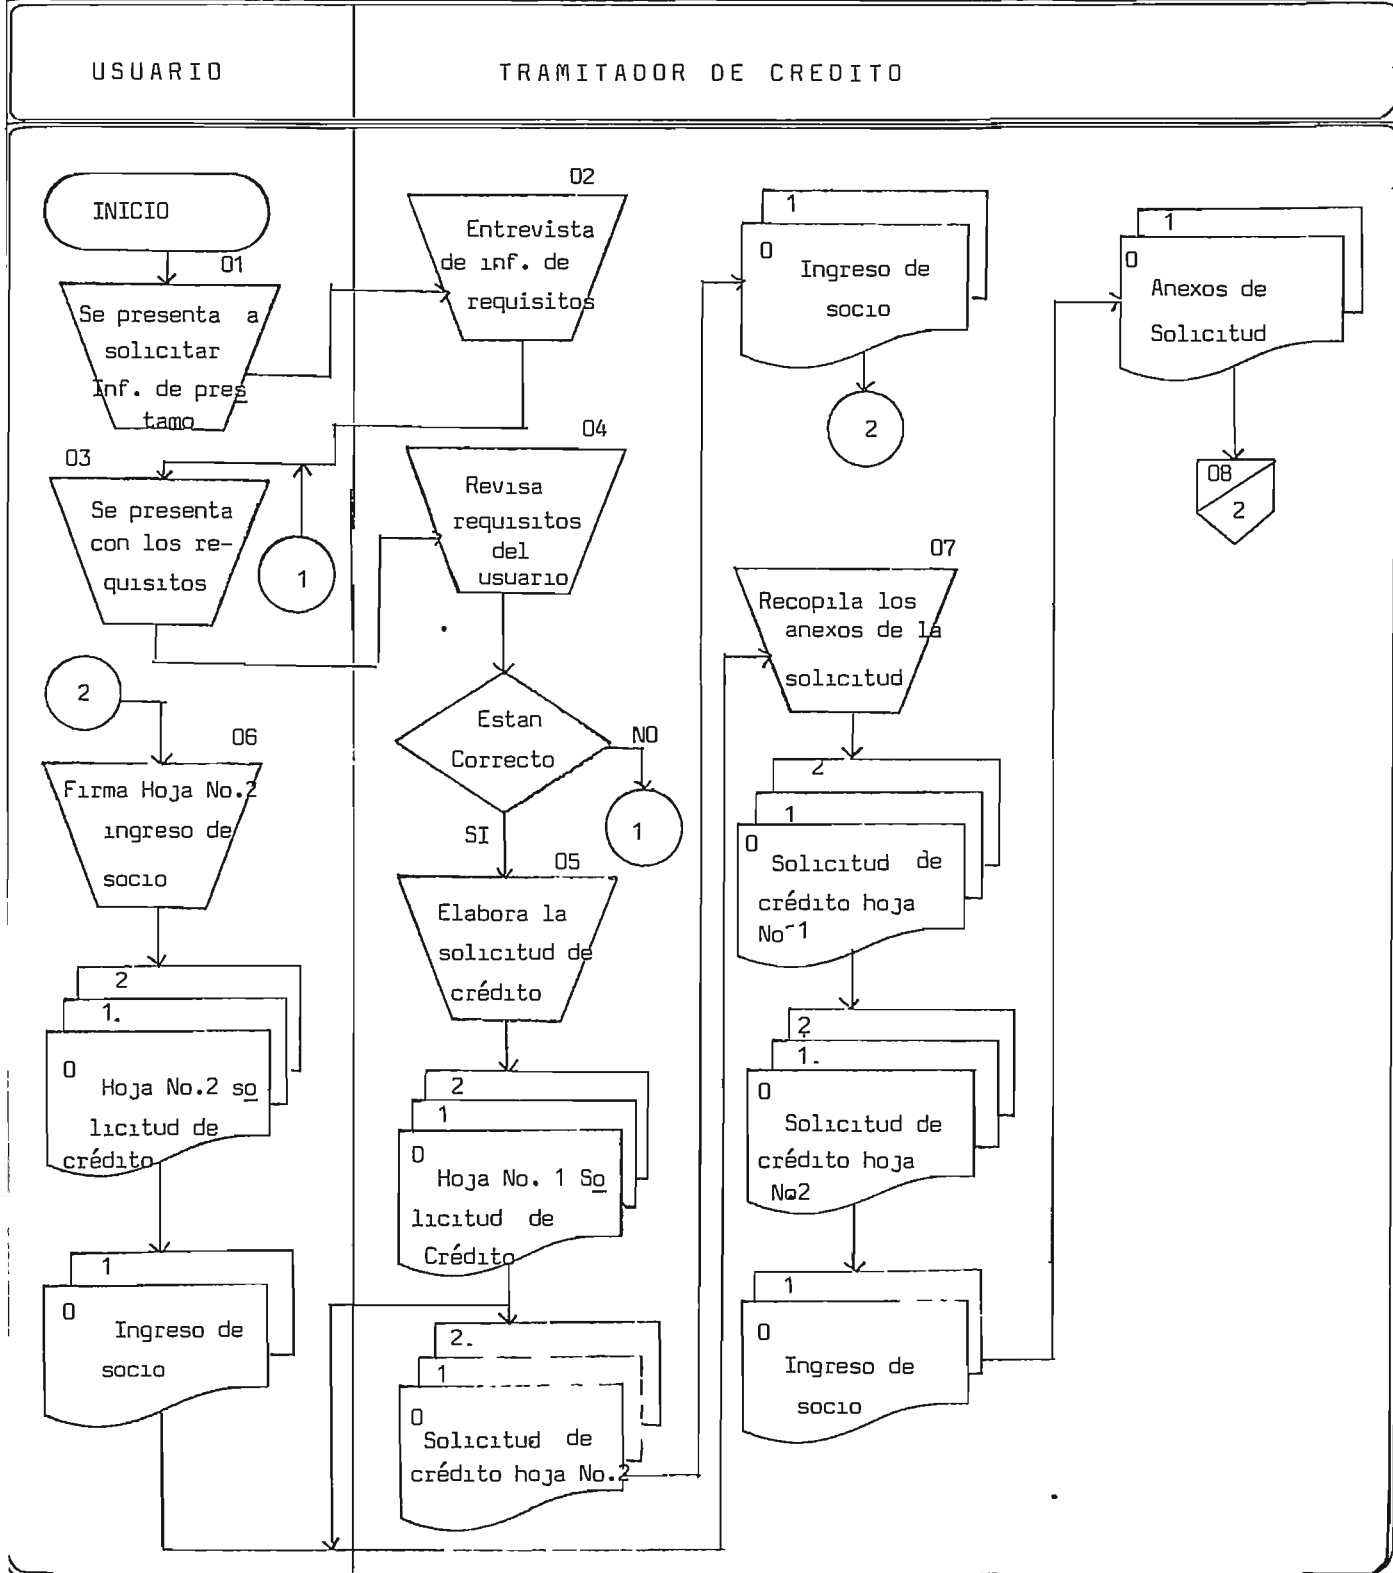 USUARIO
TRAMITADOR DE CREDITO
INICIO
01
Se presenta a
solicitar
Inf. de pres
tamo
02
Entrevista
de inf. de
requisitos
03
Se presenta
con los re-
quisitos
1
04
Revisa
requisitos
del
usuario
Estan
Correcto
NO
1
SI
05
Elabora la
solicitud de
crédito
2
1
0
Hoja No. 1 So
licitud de
Crédito
2.
1
0
Solicitud de
crédito hoja No.2
1
0
Ingreso de
socio
2
2
06
Firma Hoja No.2
ingreso de
socio
2
1.
0
Hoja No.2 so
licitud de
crédito
1
0
Ingreso de
socio
07
Recopila los
anexos de la
solicitud
2
1
0
Solicitud de
crédito hoja
No 1
2
1.
0
Solicitud de
crédito hoja
No.2
1
0
Ingreso de
socio
1
0
Anexos de
Solicitud
08
2